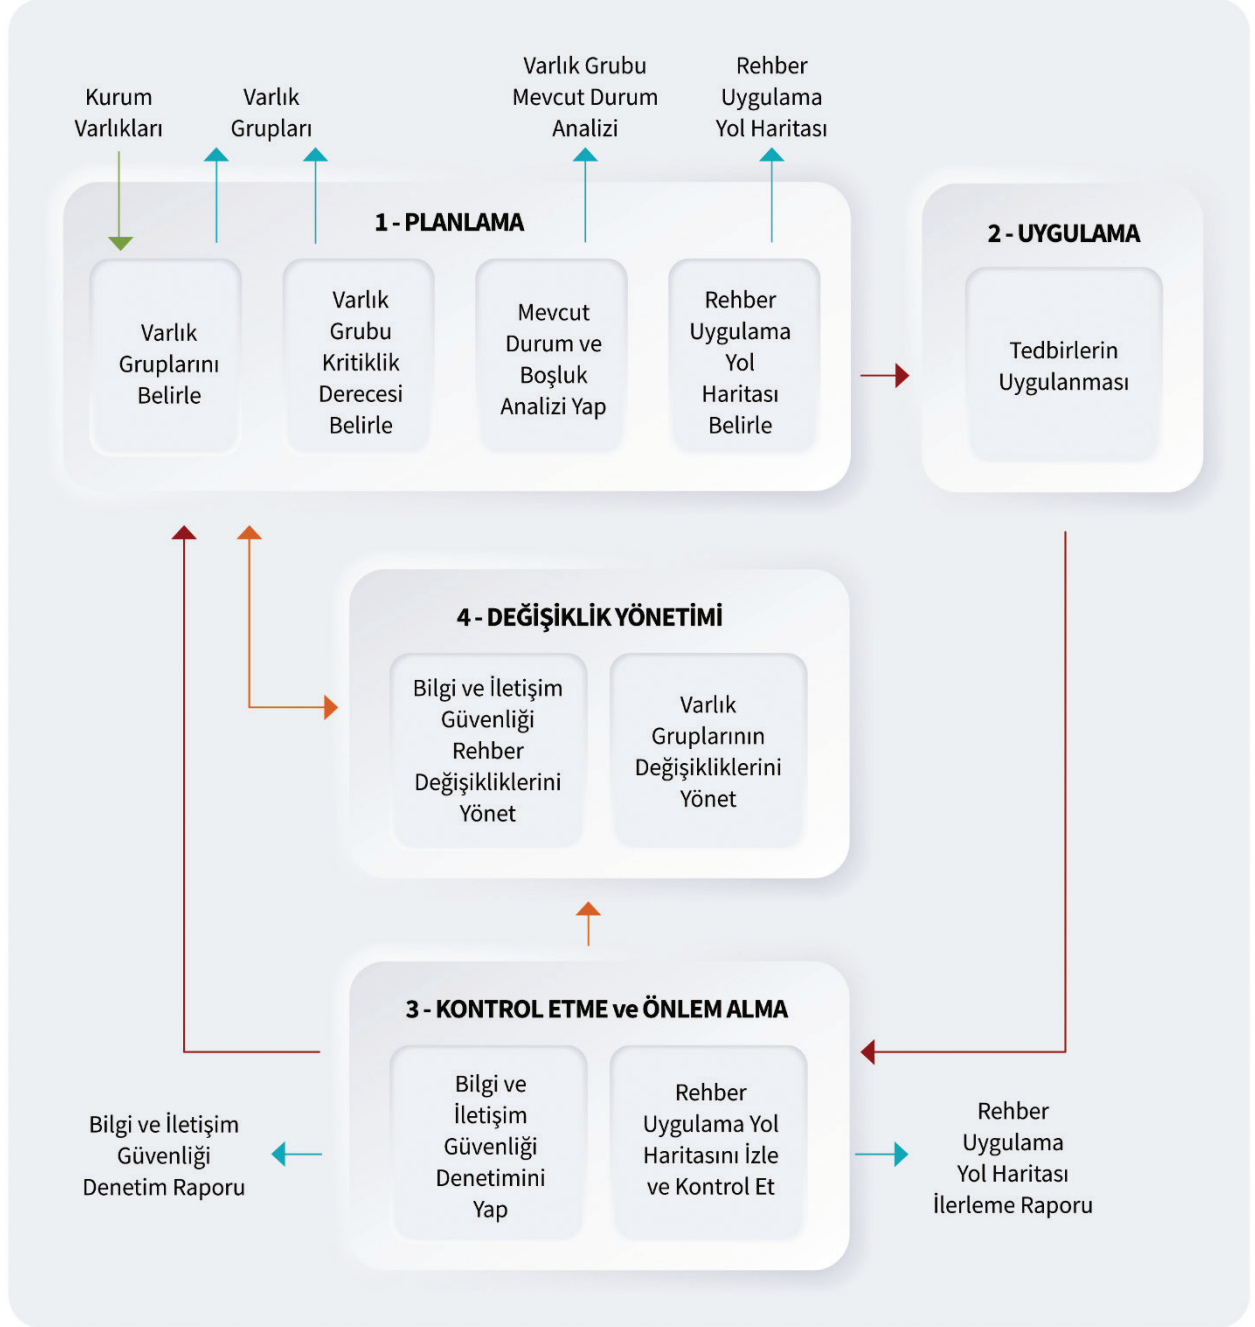 Kurum
Varlıkları
Varlık
Grupları
Varlık Grubu
Mevcut Durum
Analizi
Rehber
Uygulama
Yol Haritası
1 - PLANLAMA
Varlık
Gruplarını
Belirle
Varlık
Grubu
Kritiklik
Derecesi
Belirle
Mevcut
Durum ve
Boşluk
Analizi Yap
Rehber
Uygulama
Yol
Haritası
Belirle
2 - UYGULAMA
Tedbirlerin
Uygulanması
4 - DEĞİŞİKLİK YÖNETİMİ
Bilgi ve İletişim
Güvenliği
Rehber
Değişikliklerini
Yönet
Varlık
Gruplarının
Değişikliklerini
Yönet
3 - KONTROL ETME ve ÖNLEM ALMA
Bilgi ve
İletişim
Güvenliği
Denetimini
Yap
Rehber
Uygulama Yol
Haritasını İzle
ve Kontrol Et
Bilgi ve İletişim
Güvenliği
Denetim Raporu
Rehber
Uygulama
Yol Haritası
İlerleme Raporu